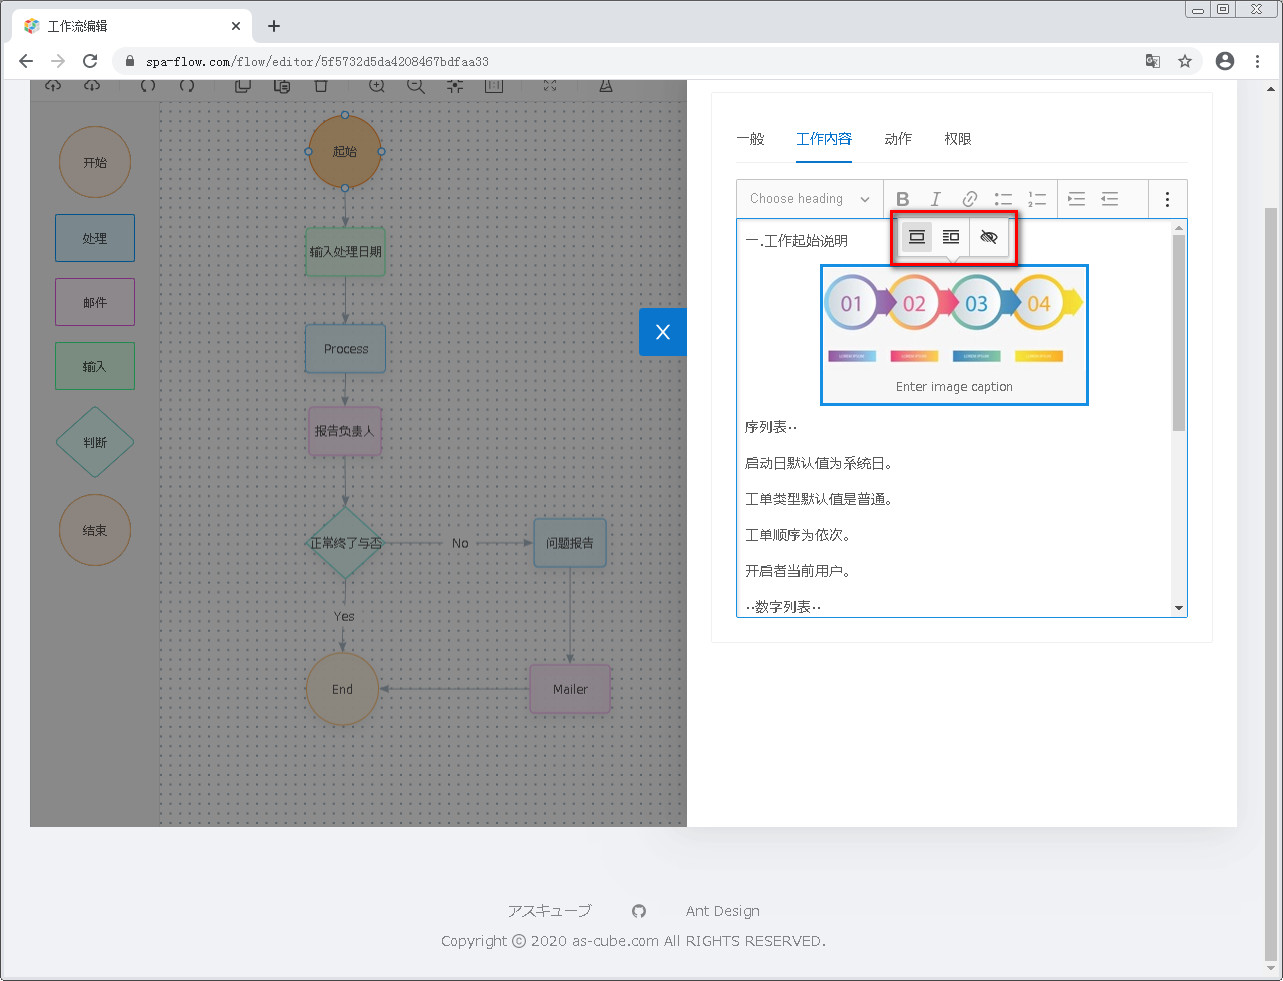 工作流编辑
spa-flow.com/flow/editor/5f5732d5da4208467bdfaa33
开始
处理
邮件
输入
判断
结束
起始
输入处理日期
Process
报告负责人
正常终了与否
No
问题报告
Yes
End
Mailer
X
一般
工作内容
动作
权限
Choose heading
一.工作起始说明
01
02
03
04
Enter image caption
序列表··
启动日默认值为系统日。
工单类型默认值是普通。
工单顺序为依次。
开启者当前用户。
··数字列表··
アスキューブ
Ant Design
Copyright © 2020 as-cube.com All RIGHTS RESERVED.